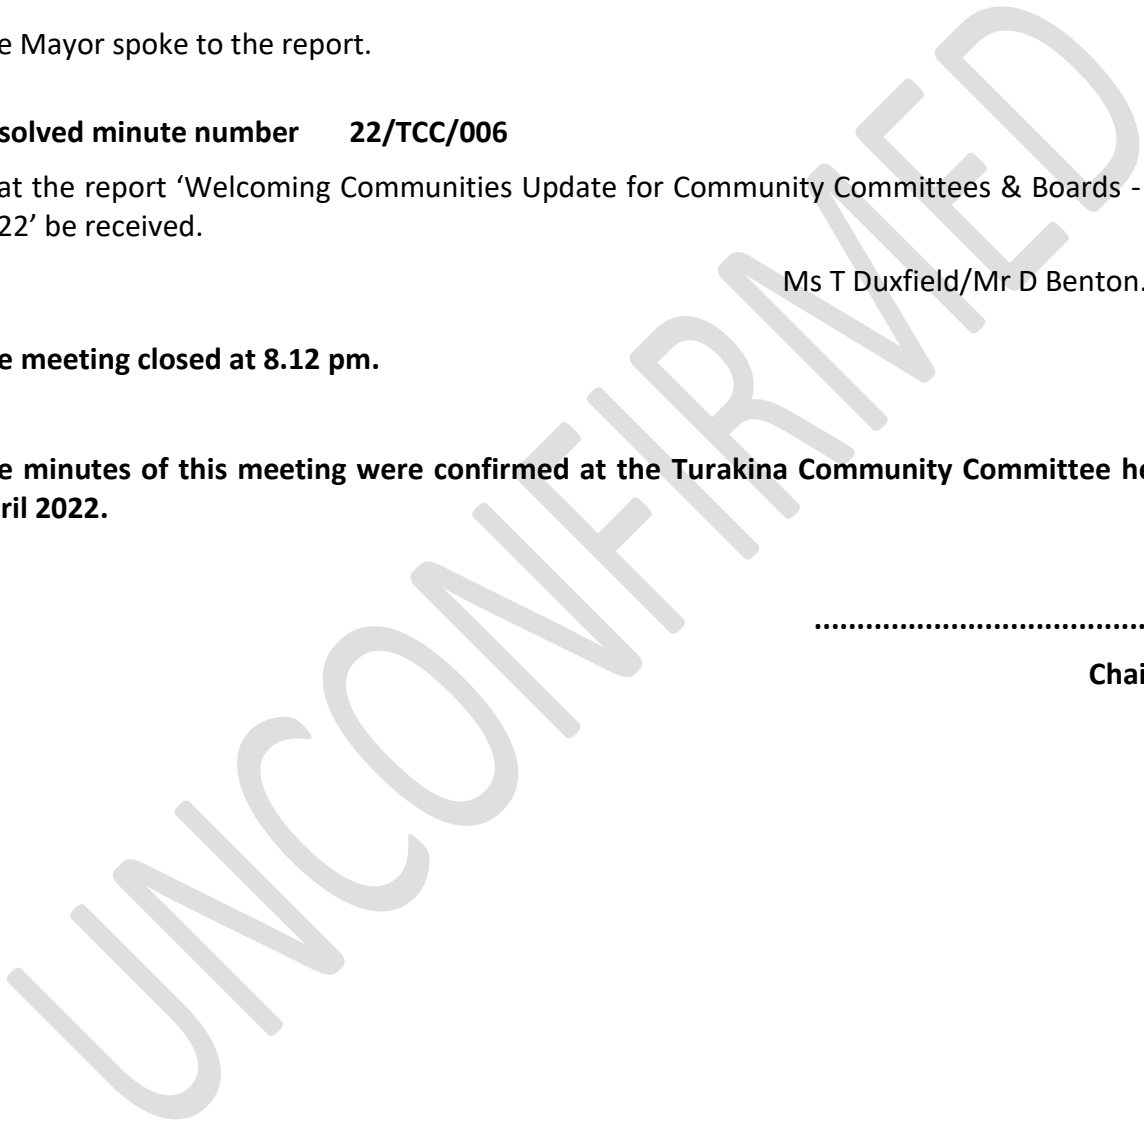 e Mayor spoke to the report.
solved minute number 22/TCC/006
at the report ‘Welcoming Communities Update for Community Committees & Boards -
22’ be received.
Ms T Duxfield/Mr D Benton.
e meeting closed at 8.12 pm.
e minutes of this meeting were confirmed at the Turakina Community Committee he
ril 2022.
.......................................
Chai
UNCONFIRMED